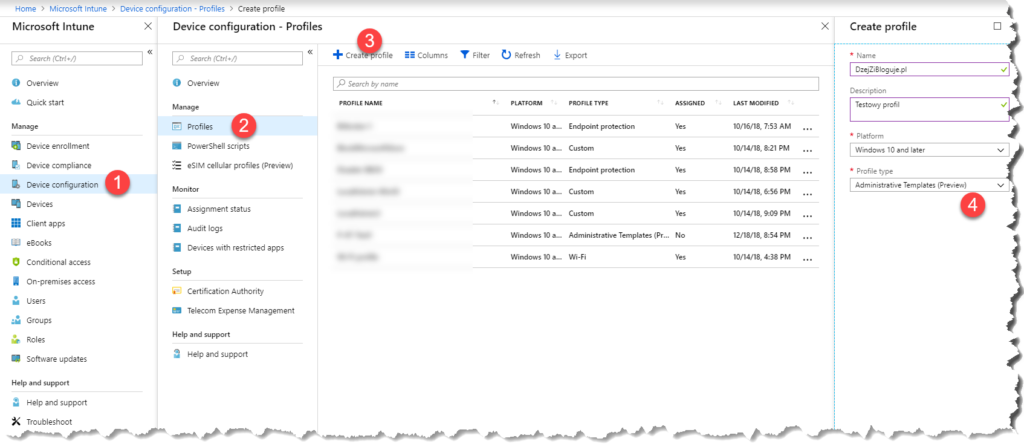 Home > Microsoft Intune > Device configuration - Profiles > Create profile
Microsoft Intune
Search (Ctrl+/)
Overview
Quick start
Manage
Device enrollment
Device compliance
Device configuration
1
Devices
Client apps
eBooks
Conditional access
On-premises access
Users
Groups
Roles
Software updates
Help and support
Help and support
Troubleshoot
Device configuration - Profiles
Search (Ctrl+/)
Overview
Manage
Profiles
2
PowerShell scripts
eSIM cellular profiles (Preview)
Monitor
Assignment status
Audit logs
Devices with restricted apps
Setup
Certification Authority
Telecom Expense Management
Help and support
Help and support
3
Create profile Columns Filter Refresh Export
Search by name
PROFILE NAME PLATFORM PROFILE TYPE ASSIGNED LAST MODIFIED
Windows 10 a... Endpoint protection Yes 10/16/18, 7:53 AM ...
Windows 10 a... Custom Yes 10/14/18, 8:21 PM ...
Windows 10 a... Endpoint protection Yes 10/14/18, 8:58 PM ...
Windows 10 a... Custom Yes 10/14/18, 6:56 PM ...
Windows 10 a... Custom Yes 10/14/18, 9:09 PM ...
Windows 10 a... Administrative Templates (Pr... No 12/18/18, 8:54 PM ...
Windows 10 a... Wi-Fi Yes 10/14/18, 4:38 PM ...
Create profile
* Name
DzejZiBloguje.pl
Description
Testowy profil
* Platform
Windows 10 and later
* Profile type
Administrative Templates (Preview)
4